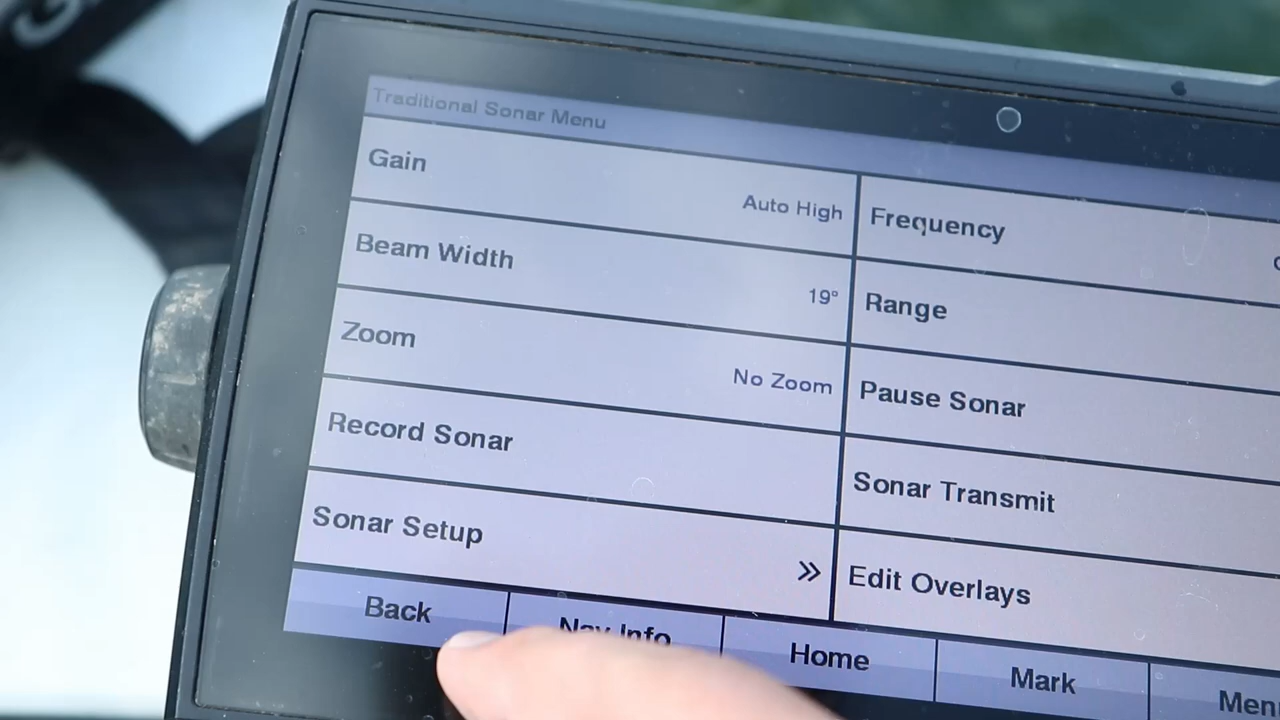 Traditional Sonar Menu
Gain
Auto High
Beam Width
19°
Zoom
No Zoom
Record Sonar
Sonar Setup
Frequency
Range
Pause Sonar
Sonar Transmit
Edit Overlays
Back
Nav Info
Home
Mark
Men